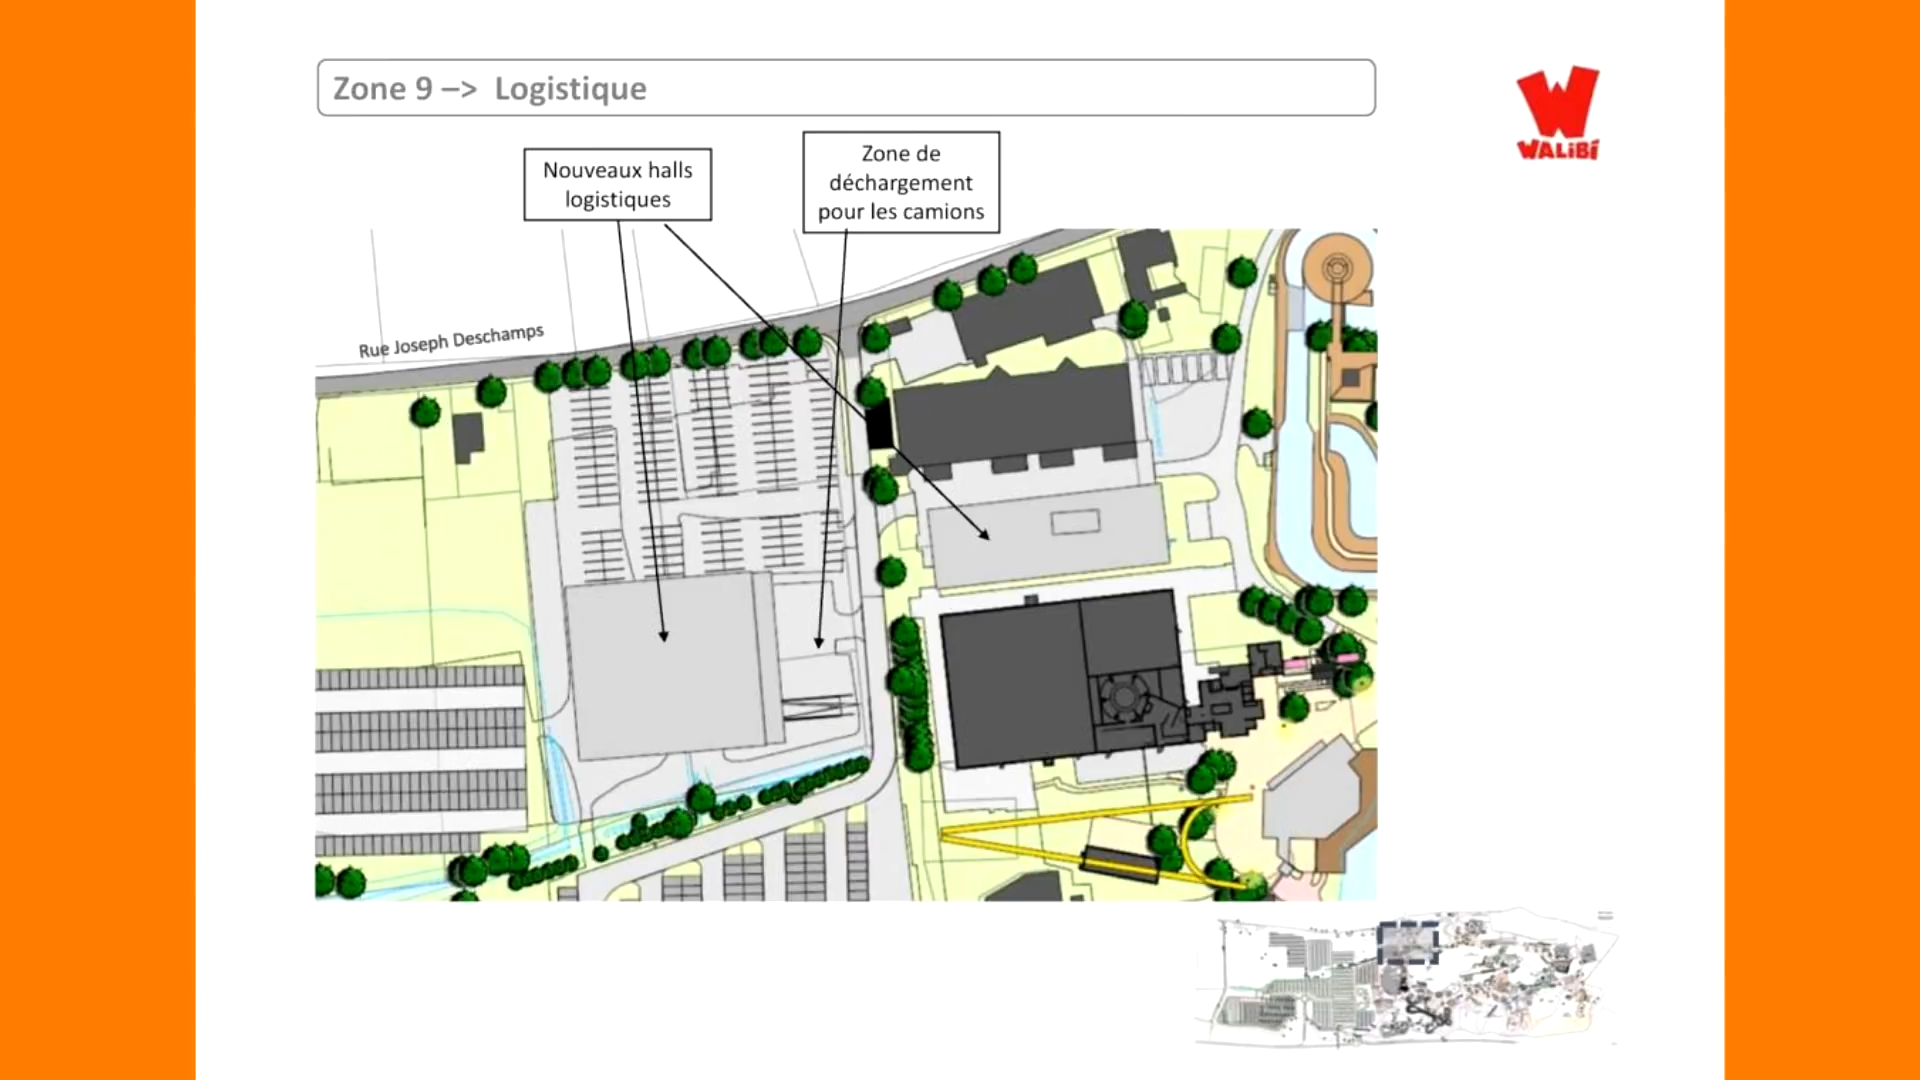 Zone 9 –> Logistique
WALiBi
Nouveaux halls
logistiques
Zone de
déchargement
pour les camions
Rue Joseph Deschamps